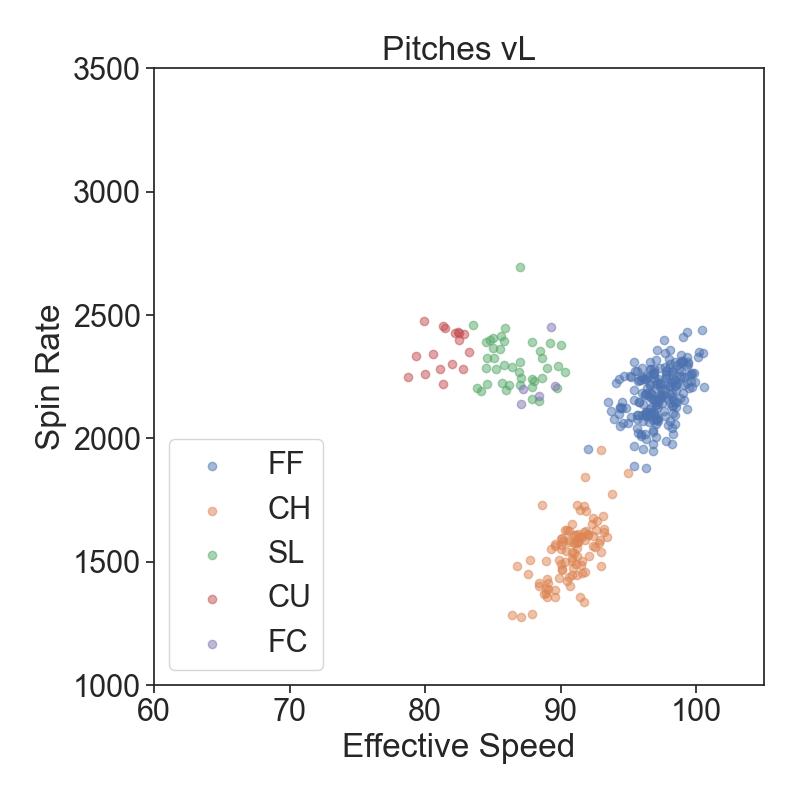 Pitches vL
3500
3000
2500
2000
1500
1000
Spin Rate
FF
CH
SL
CU
FC
60 70 80 90 100
Effective Speed